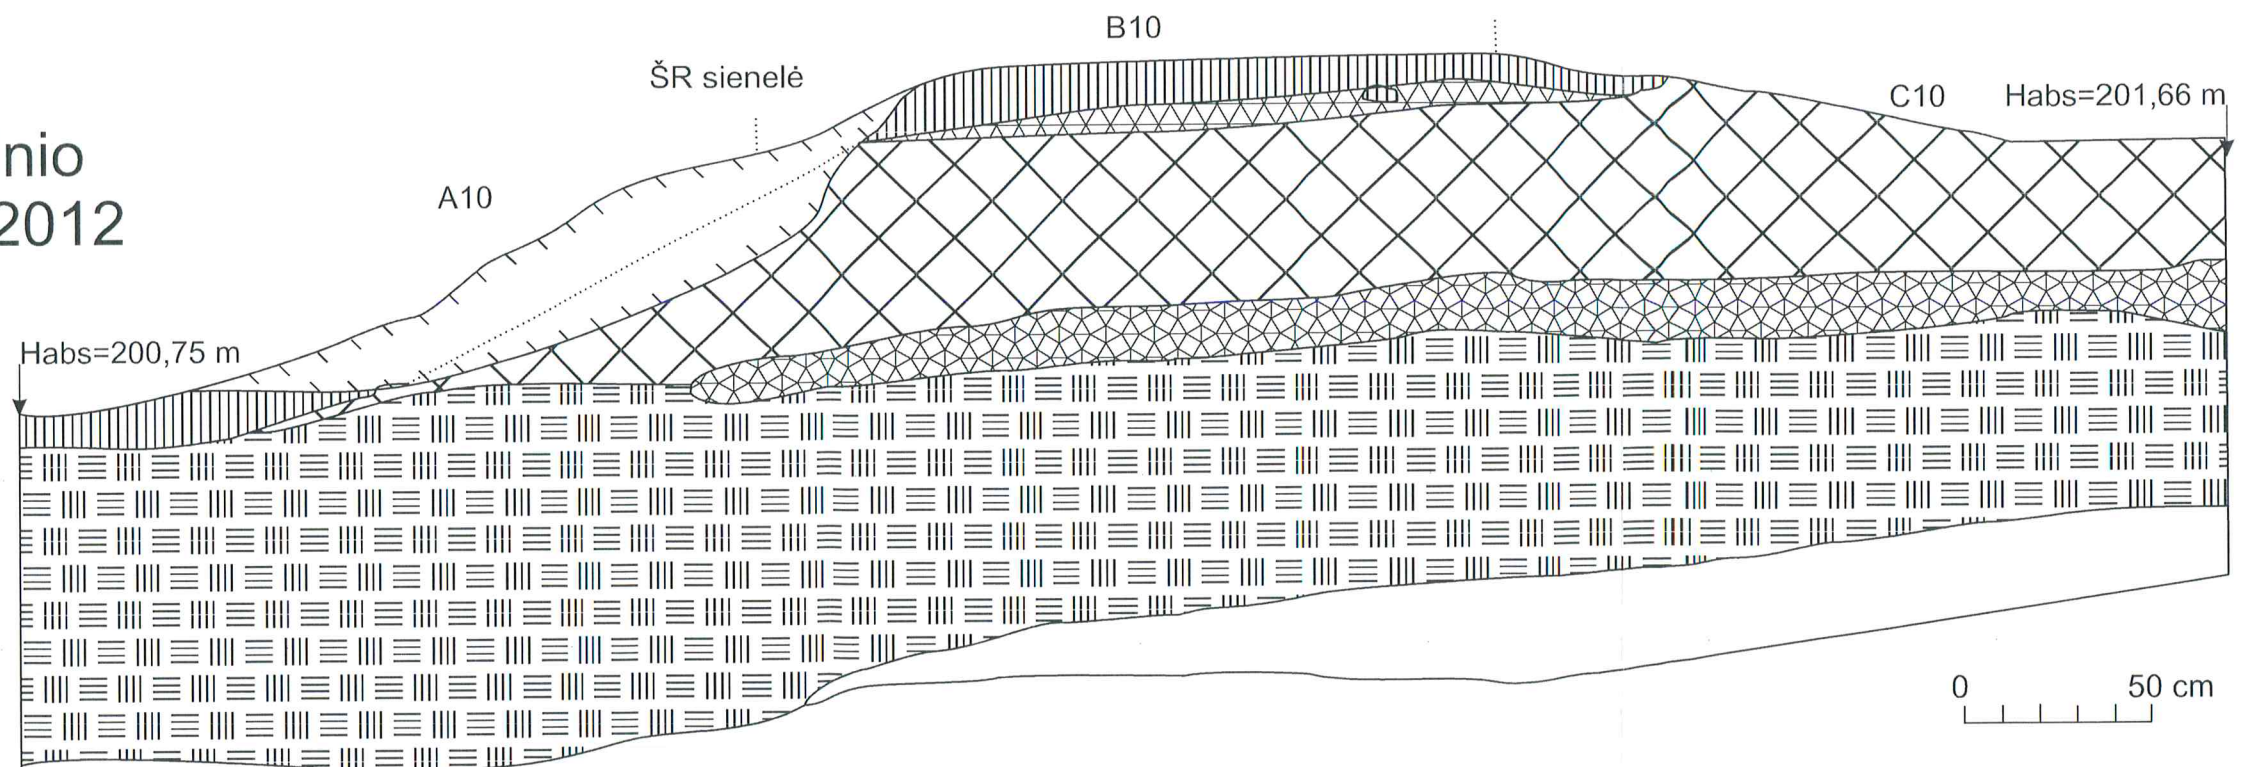 B10
ŠR sienelė
C10
Habs=201,66 m
nio
2012
A10
Habs=200,75 m
0
50 cm